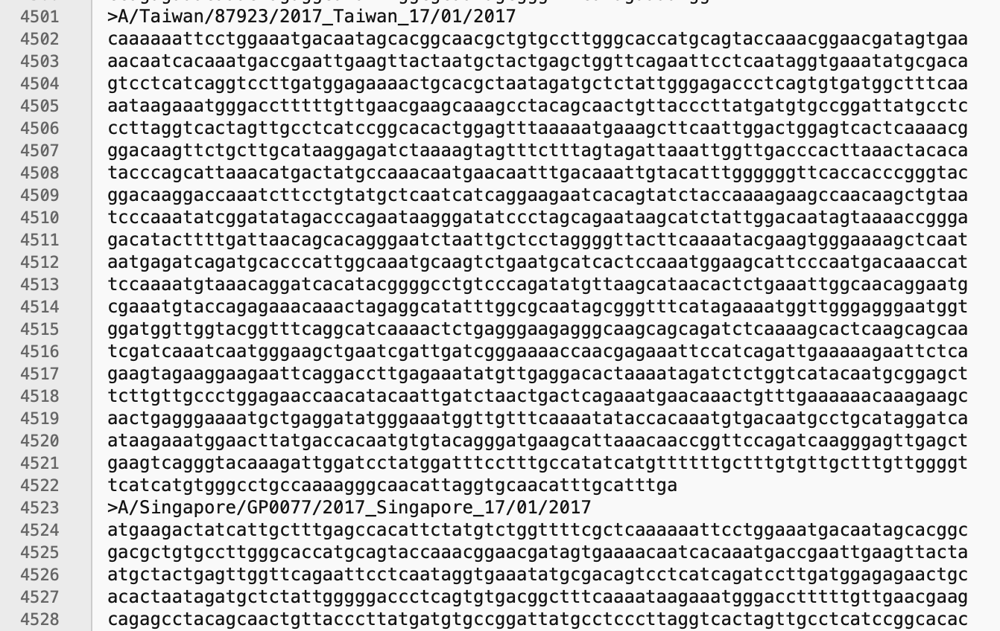 4501 >A/Taiwan/87923/2017_Taiwan_17/01/2017
4502 caaaaaattcctggaaatgacaatagcacggcaacgctgtgccttgggcaccatgcagtaccaaacggaacgatagtgaa
4503 aacaatcacaaatgaccgaattgaagttactaatgctactgagctggttcagaattcctcaataggtgaaatatgcgaca
4504 gtcctcatcaggtccttgatggagaaaactgcacgctaatagatgctctattgggagaccctcagtgtgatggctttcaa
4505 aataagaaatgggacctttttgttgaacgaagcaaagcctacagcaactgttacccttatgatgtgccggattatgcctc
4506 ccttaggtcactagttgcctcatccggcacactggagtttaaaaatgaaagcttcaattggactggagtcactcaaaacg
4507 ggacaagttctgcttgcataaggagatctaaaagtagtttctttagtagattaaattggttgacccacttaaactacaca
4508 tacccagcattaaacatgactatgccaaacaatgaacaatttgacaaattgtacatttggggggttcaccacccgggtac
4509 ggacaaggaccaaatcttcctgtatgctcaatcatcaggaagaatcacagtatctaccaaaagaagccaacaagctgtaa
4510 tcccaaatatcggatatagacccagaataagggatatccctagcagaataagcatctattggacaatagtaaaaccggga
4511 gacatacttttgattaacagcacagggaatctaattgctcctaggggttacttcaaaatacgaagtgggaaaagctcaat
4512 aatgagatcagatgcacccattggcaaatgcaagtctgaatgcatcactccaaatggaagcattcccaatgacaaaccat
4513 tccaaaatgtaaacaggatcacatacggggcctgtcccagatatgttaagcataacactctgaaattggcaacaggaatg
4514 cgaaatgtaccagagaaacaaactagaggcatatttggcgcaatagcgggtttcatagaaaatggttgggagggaatggt
4515 ggatggttggtacggtttcaggcatcaaaactctgagggaagagggcaagcagcagatctcaaaagcactcaagcagcaa
4516 tcgatcaaatcaatgggaagctgaatcgattgatcgggaaaaccaacgagaaattccatcagattgaaaaagaattctca
4517 gaagtagaaggaagaattcaggaccttgagaaatatgttgaggacactaaaatagatctctggtcatacaatgcggagct
4518 tcttgttgccctggagaaccaacatacaattgatctaactgactcagaaatgaacaaactgtttgaaaaaacaaagaagc
4519 aactgagggaaaatgctgaggatatgggaaatggttgtttcaaaatataccacaaatgtgacaatgcctgcataggatca
4520 ataagaaatggaacttatgaccacaatgtgtacagggatgaagcattaaacaaccggttccagatcaagggagttgagct
4521 gaagtcagggtacaaagattggatcctatggatttcctttgccatatcatgttttttgctttgtgttgctttgttggggt
4522 tcatcatgtgggcctgccaaaagggcaacattaggtgcaacatttgcatttga
4523 >A/Singapore/GP0077/2017_Singapore_17/01/2017
4524 atgaagactatcattgctttgagccacattctatgtctggttttcgctcaaaaaattcctggaaatgacaatagcacggc
4525 gacgctgtgccttgggcaccatgcagtaccaaacggaacgatagtgaaaacaatcacaaatgaccgaattgaagttacta
4526 atgctactgagttggttcagaattcctcaataggtgaaatatgcgacagtcctcatcagatccttgatggagagaactgc
4527 acactaatagatgctctattgggggaccctcagtgtgacggctttcaaaataagaaatgggacctttttgttgaacgaag
4528 cagagcctacagcaactgttacccttatgatgtgccggattatgcctcccttaggtcactagttgcctcatccggcacac